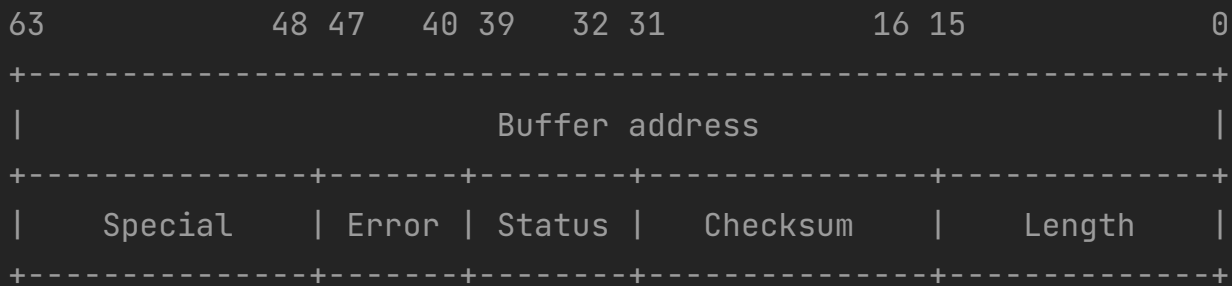 63                        48 47   40 39   32 31           16 15             0
+---------------------------------------------------------------+
|                         Buffer address                          |
+---------------+-------+--------+---------------+---------------+
|    Special    | Error | Status |   Checksum    |    Length    |
+---------------+-------+--------+---------------+---------------+